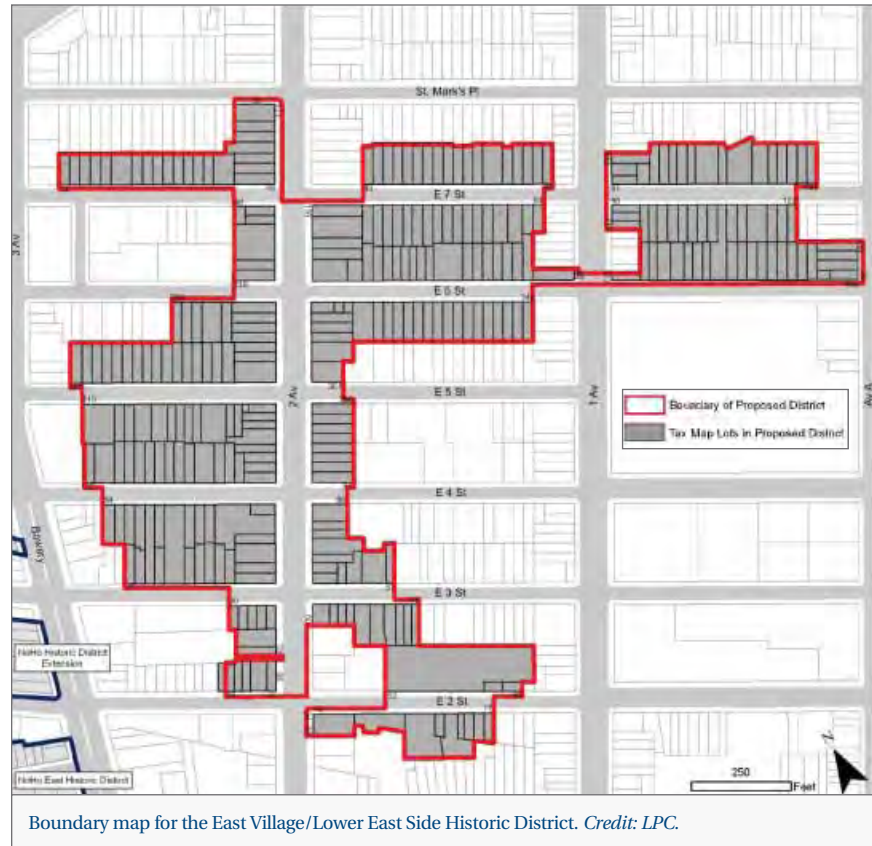 St. Mark's Pl
E 7 St
3 Av
E 6 St
E 5 St
2 Av
1 Av
Av A
Boundary of Proposed District
Tax Map Lots in Proposed District
E 4 St
Bowery
E 3 St
NoHo Historic District
Extension
E 2 St
Z
250
Feet
NoHo East Historic District
Boundary map for the East Village/Lower East Side Historic District. Credit: LPC.